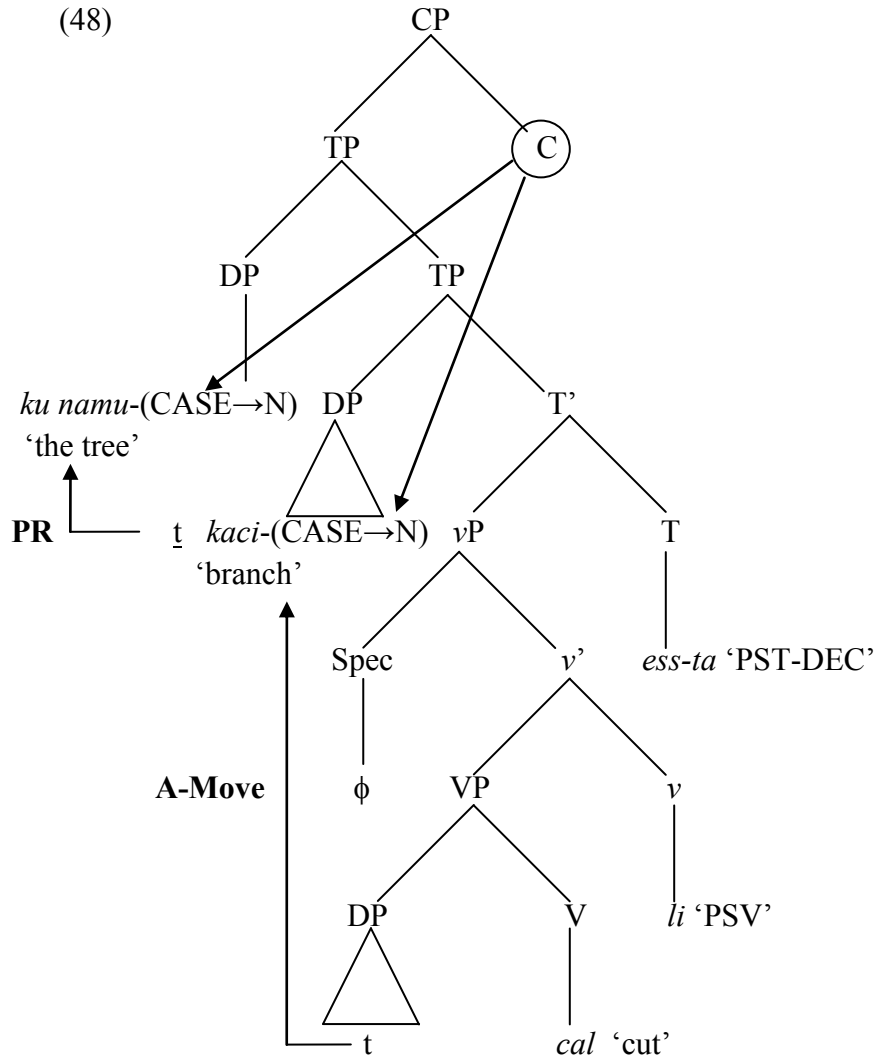 (48) CP
TP C
DP TP
ku namu-(CASE→N) DP T’
‘the tree’
PR t kaci-(CASE→N) vP T
‘branch’
Spec v’ ess-ta ‘PST-DEC’
A-Move ϕ VP v
DP V li ‘PSV’
t cal ‘cut’